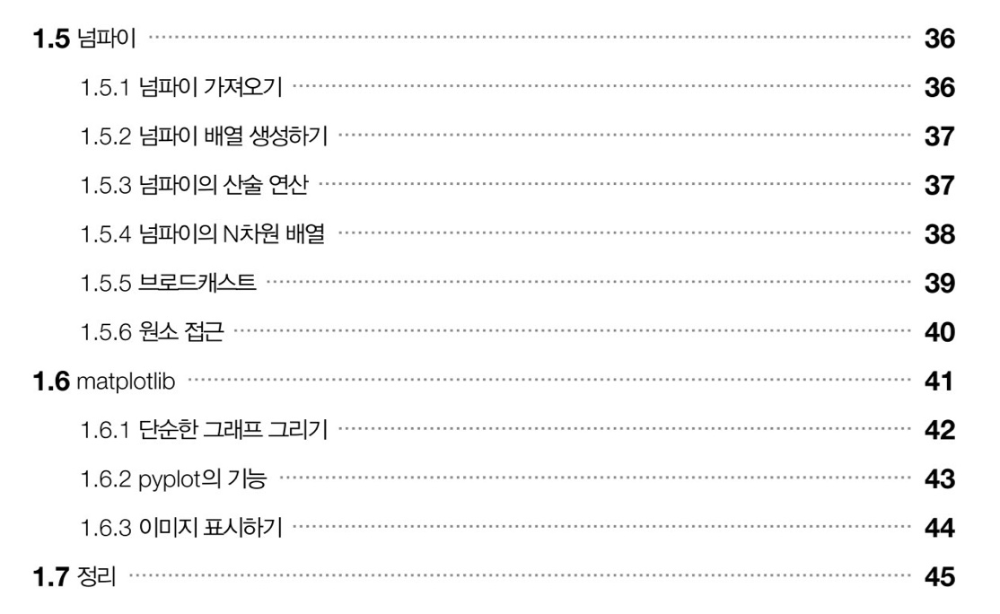 1.5 넘파이 36
1.5.1 넘파이 가져오기 36
1.5.2 넘파이 배열 생성하기 37
1.5.3 넘파이의 산술 연산 37
1.5.4 넘파이의 N차원 배열 38
1.5.5 브로드캐스트 39
1.5.6 원소 접근 40
1.6 matplotlib 41
1.6.1 단순한 그래프 그리기 42
1.6.2 pyplot의 기능 43
1.6.3 이미지 표시하기 44
1.7 정리 45